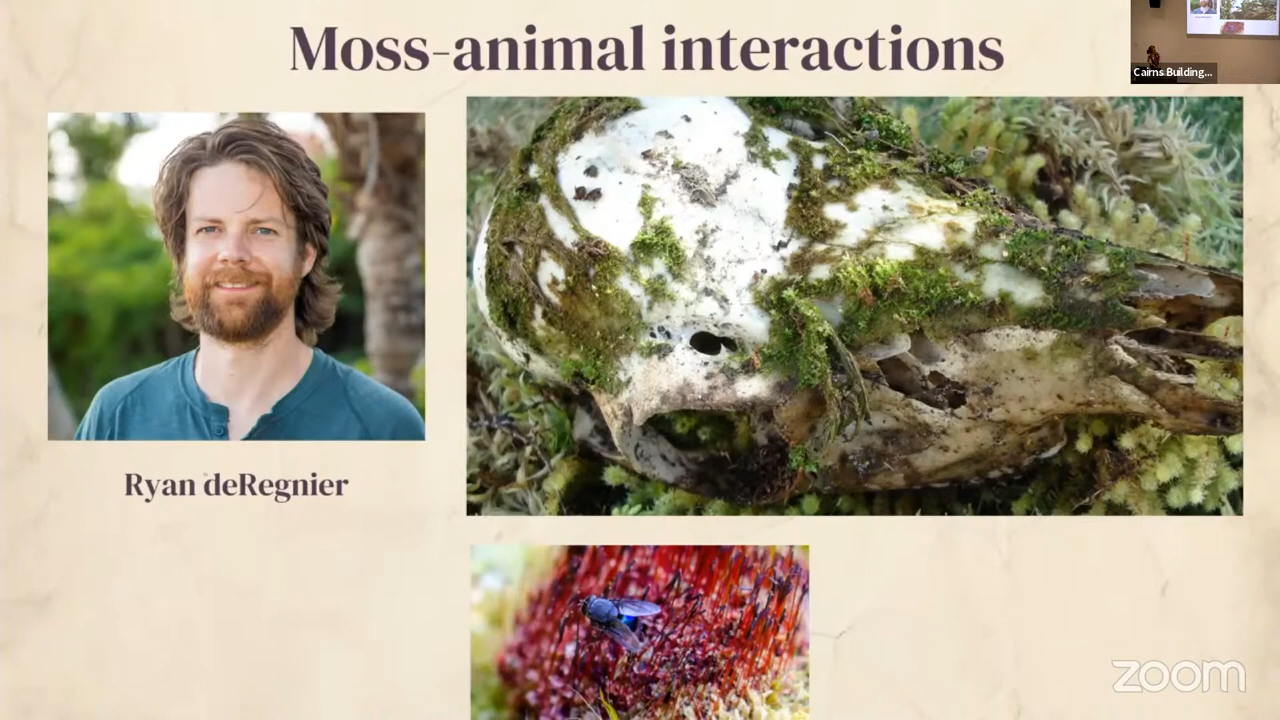 Moss-animal interactions
Cairns Building...
Ryan deRegnier
zoom